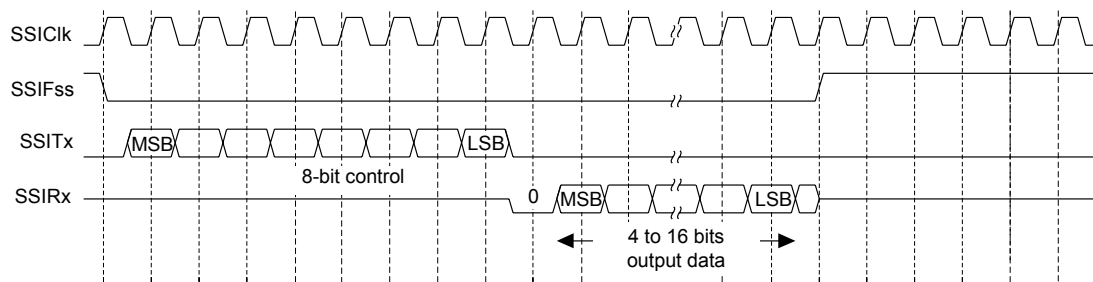 SSIClk
SSIFss
SSITx
MSB
LSB
8-bit control
SSIRx
0
MSB
LSB
4 to 16 bits
output data